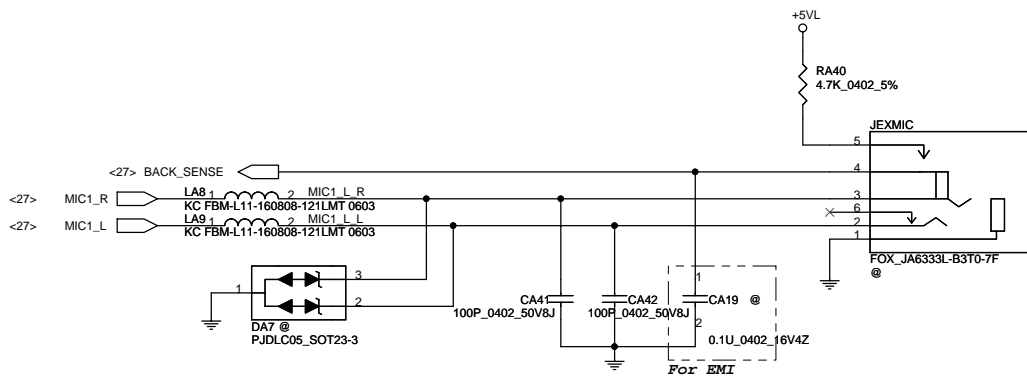 +5VL
RA40
4.7K_0402_5%
JEXMIC
5
<27> BACK_SENSE
4
<27> MIC1_R
LA8 1 2 MIC1_L_R
KC FBM-L11-160808-121LMT 0603
3
6
<27> MIC1_L
LA9 1 2 MIC1_L_L
KC FBM-L11-160808-121LMT 0603
2
1
FOX_JA6333L-B3T0-7F
@
3
1
2
DA7 @
PJDLC05_SOT23-3
CA41
100P_0402_50V8J
CA42
100P_0402_50V8J
1
CA19 @
2
0.1U_0402_16V4Z
For EMI